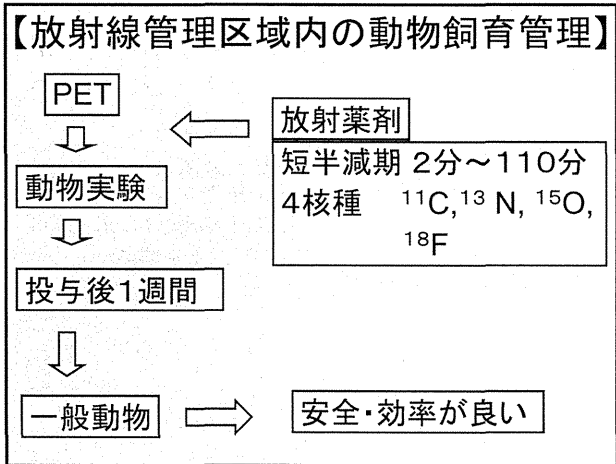 【放射線管理区域内の動物飼育管理】
PET
放射薬剤
短半減期 2分～110分
4核種 ¹¹C,¹³ N, ¹⁵O,
¹⁸F
動物実験
投与後1週間
一般動物
安全・効率が良い